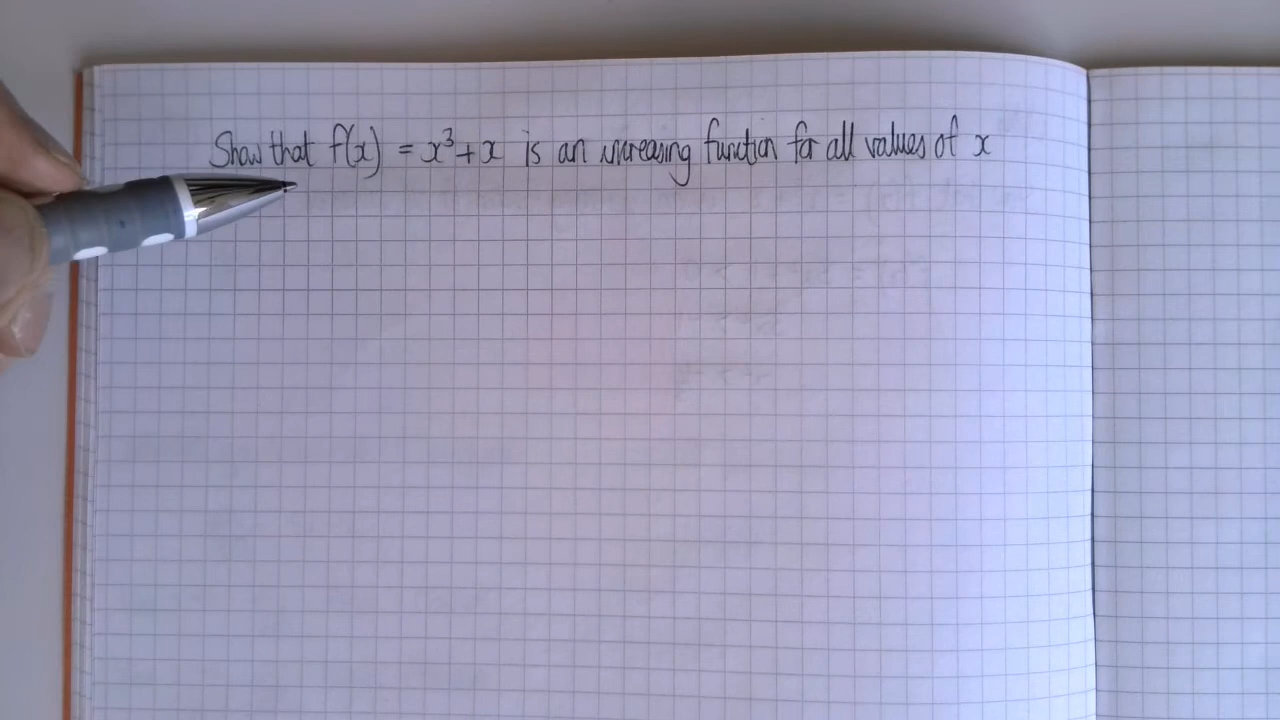 Show that f(x) = x³ + x is an increasing function for all values of x